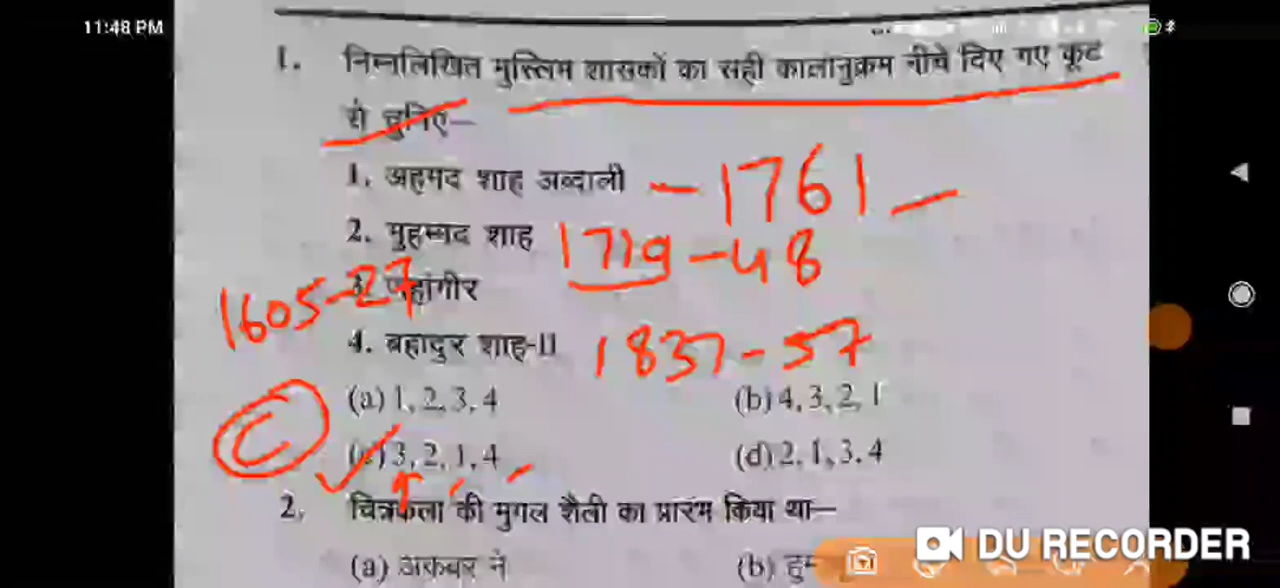 11:48 PM
1. निम्नलिखित मुस्लिम शासकों का सही कालानुक्रम नीचे दिए गए कूट
से चुनिए–
1. अहमद शाह अब्दाली – 1761 –
2. मुहम्मद शाह 1719 – 48
3. जहांगीर 1605-27
4. बहादुर शाह-II 1837 – 57
(a) 1, 2, 3, 4 (b) 4, 3, 2, 1
C (c) 3, 2, 1, 4 (d) 2, 1, 3, 4
2. चित्रकला की मुगल शैली का प्रारंभ किया था–
(a) अकबर ने (b)
DU RECORDER